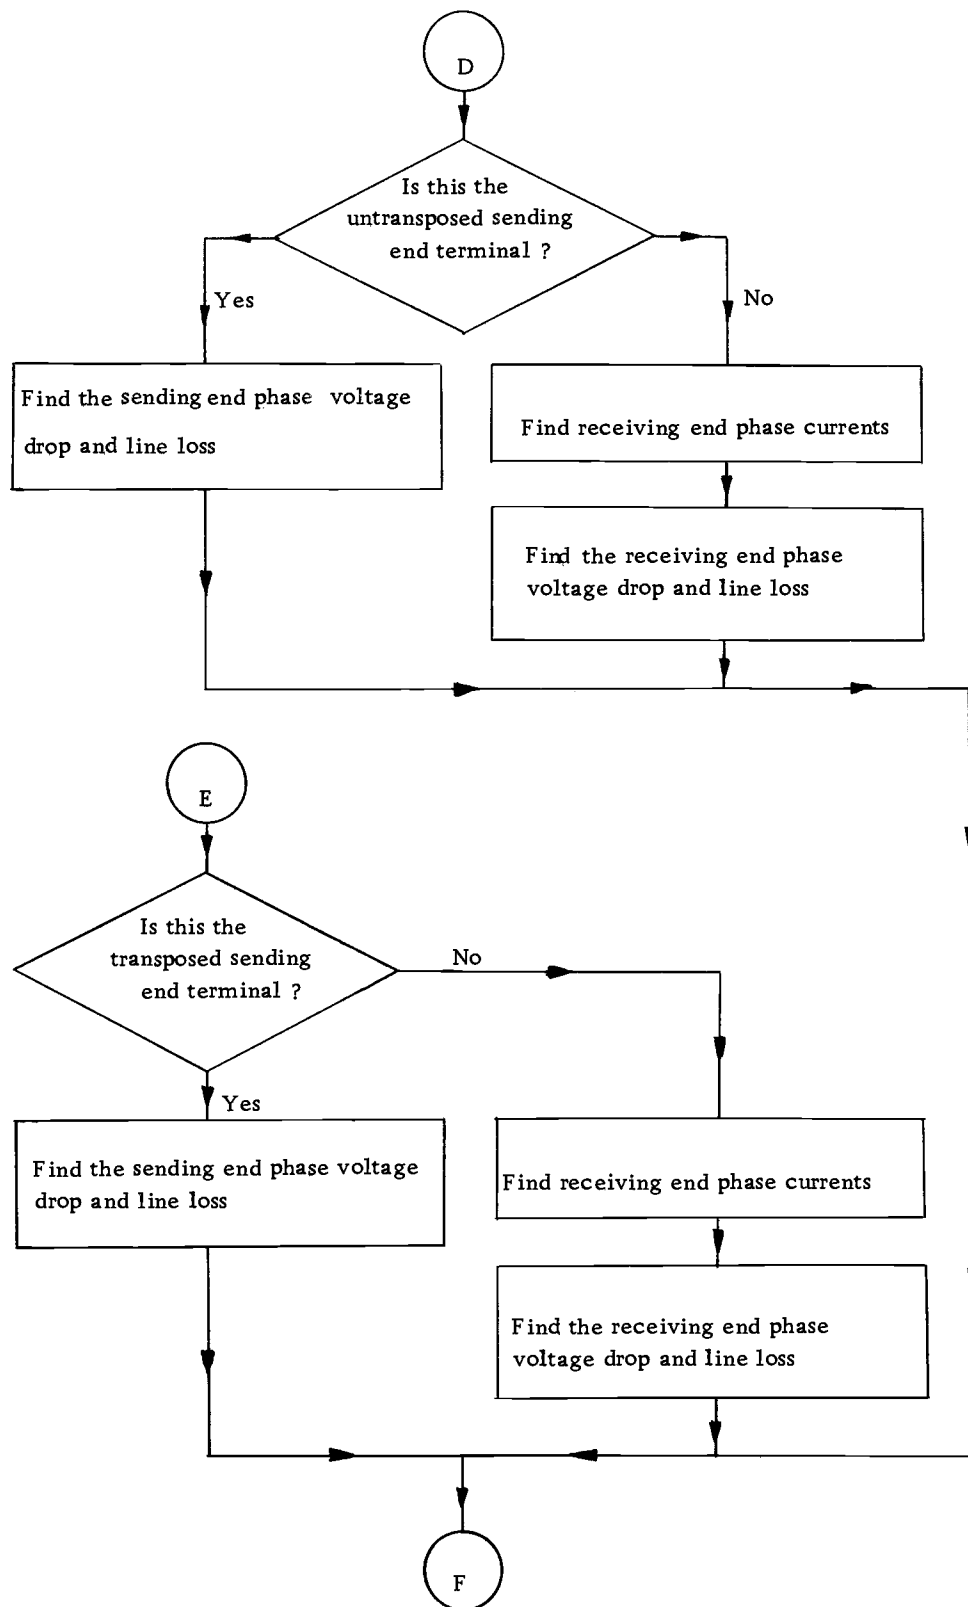 D
Is this the
untransposed sending
end terminal ?
Yes
No
Find the sending end phase voltage
drop and line loss
Find receiving end phase currents
Find the receiving end phase
voltage drop and line loss
E
Is this the
transposed sending
end terminal ?
No
Yes
Find the sending end phase voltage
drop and line loss
Find receiving end phase currents
Find the receiving end phase
voltage drop and line loss
F